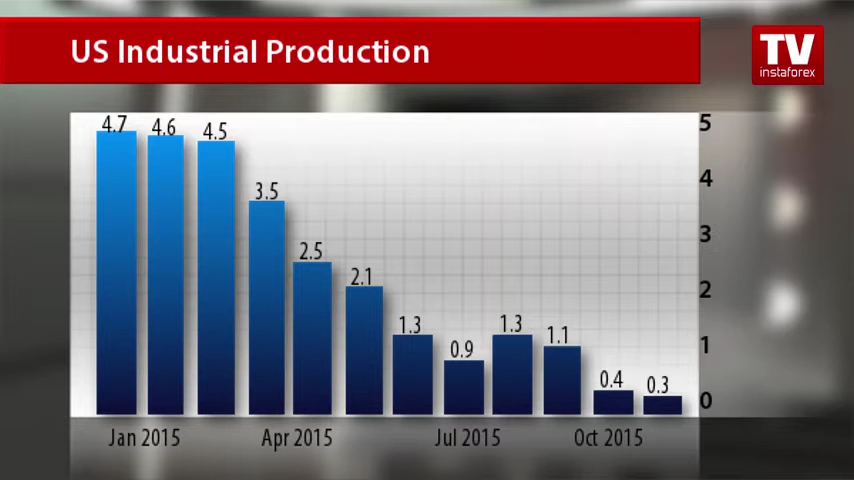 US Industrial Production
TV
instaforex
4.7
4.6
4.5
3.5
2.5
2.1
1.3
0.9
1.3
1.1
0.4
0.3
5
4
3
2
1
0
Jan 2015
Apr 2015
Jul 2015
Oct 2015